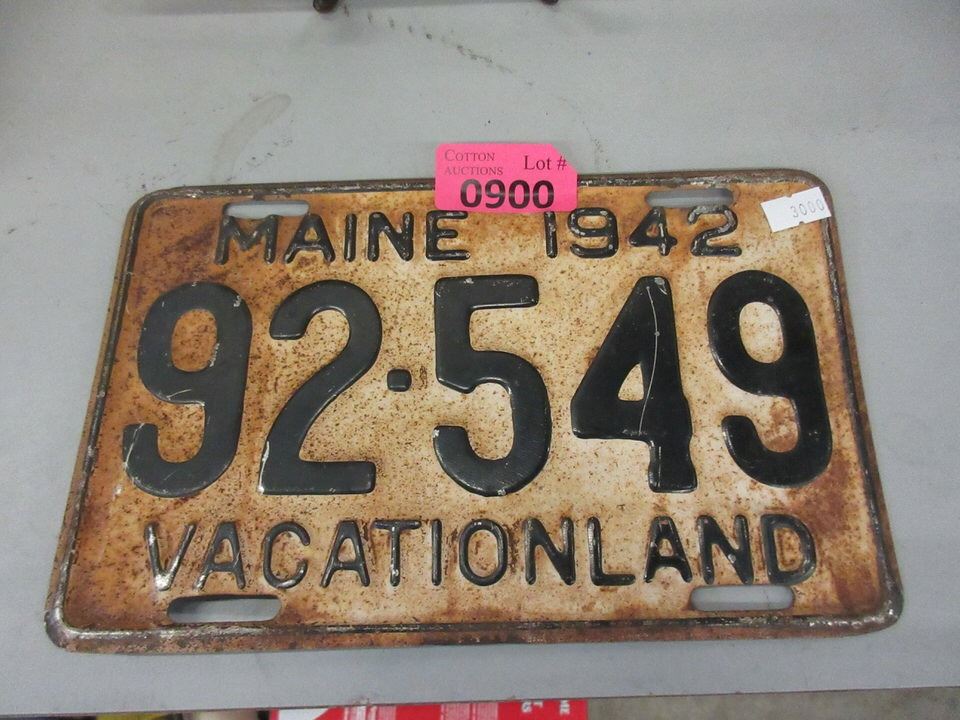 COTTON AUCTIONS Lot #
0900
3000
MAINE 1942
92·549
VACATIONLAND